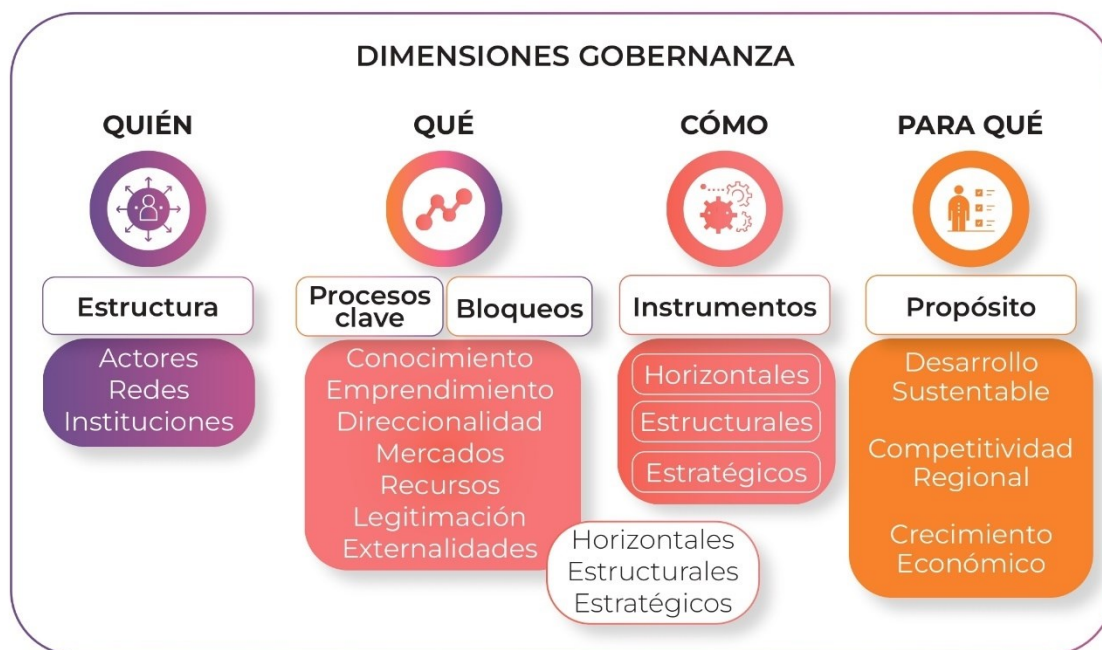 DIMENSIONES GOBERNANZA
QUIÉN
Estructura
Actores
Redes
Instituciones
QUÉ
Procesos
clave
Bloqueos
Conocimiento
Emprendimiento
Direccionalidad
Mercados
Recursos
Legitimación
Externalidades
Horizontales
Estructurales
Estratégicos
CÓMO
Instrumentos
Horizontales
Estructurales
Estratégicos
PARA QUÉ
Propósito
Desarrollo
Sustentable
Competitividad
Regional
Crecimiento
Económico